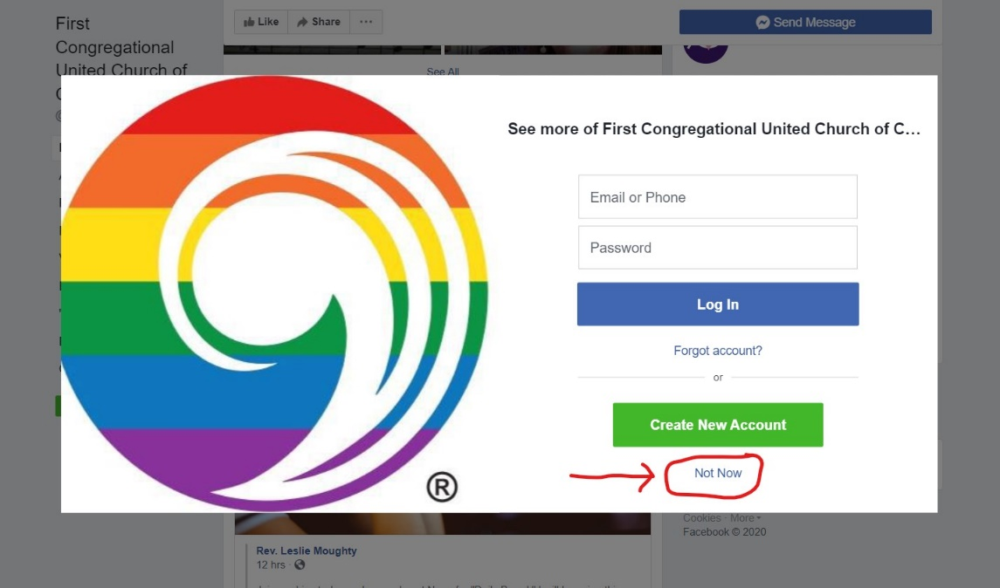 First
Congregational
United Church of
Like
Share
...
Send Message
See All
See more of First Congregational United Church of C...
Email or Phone
Password
Log In
Forgot account?
or
Create New Account
Not Now
®
Cookies · More
Facebook © 2020
Rev. Leslie Moughty
12 hrs ·